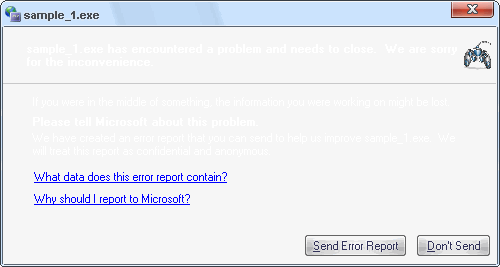 sample_1.exe
sample_1.exe has encountered a problem and needs to close.  We are sorry
for the inconvenience.
If you were in the middle of something, the information you were working on might be lost.
Please tell Microsoft about this problem.
We have created an error report that you can send to help us improve sample_1.exe.  We
will treat this report as confidential and anonymous.
What data does this error report contain?
Why should I report to Microsoft?
Send Error Report
Don't Send